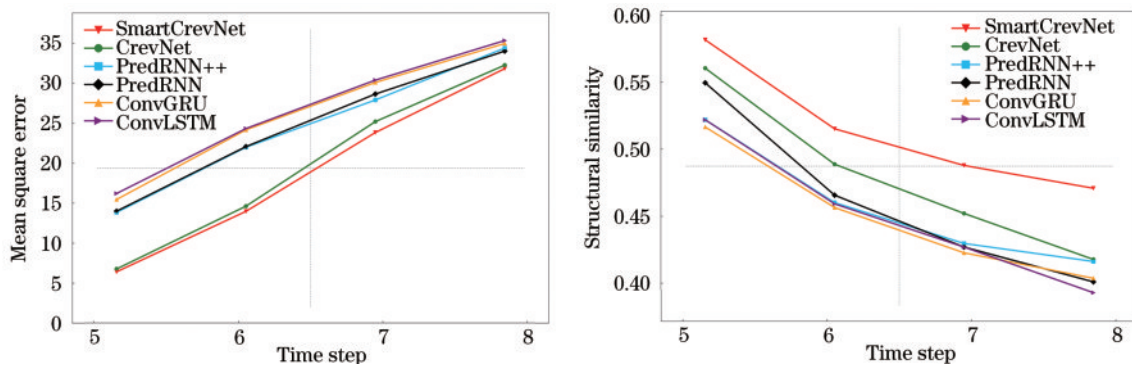 Mean square error
35
30
25
20
15
10
5
0
5
6
7
8
Time step
SmartCrevNet
CrevNet
PredRNN++
PredRNN
ConvGRU
ConvLSTM
Structural similarity
0.60
0.55
0.50
0.45
0.40
5
6
7
8
Time step
SmartCrevNet
CrevNet
PredRNN++
PredRNN
ConvGRU
ConvLSTM